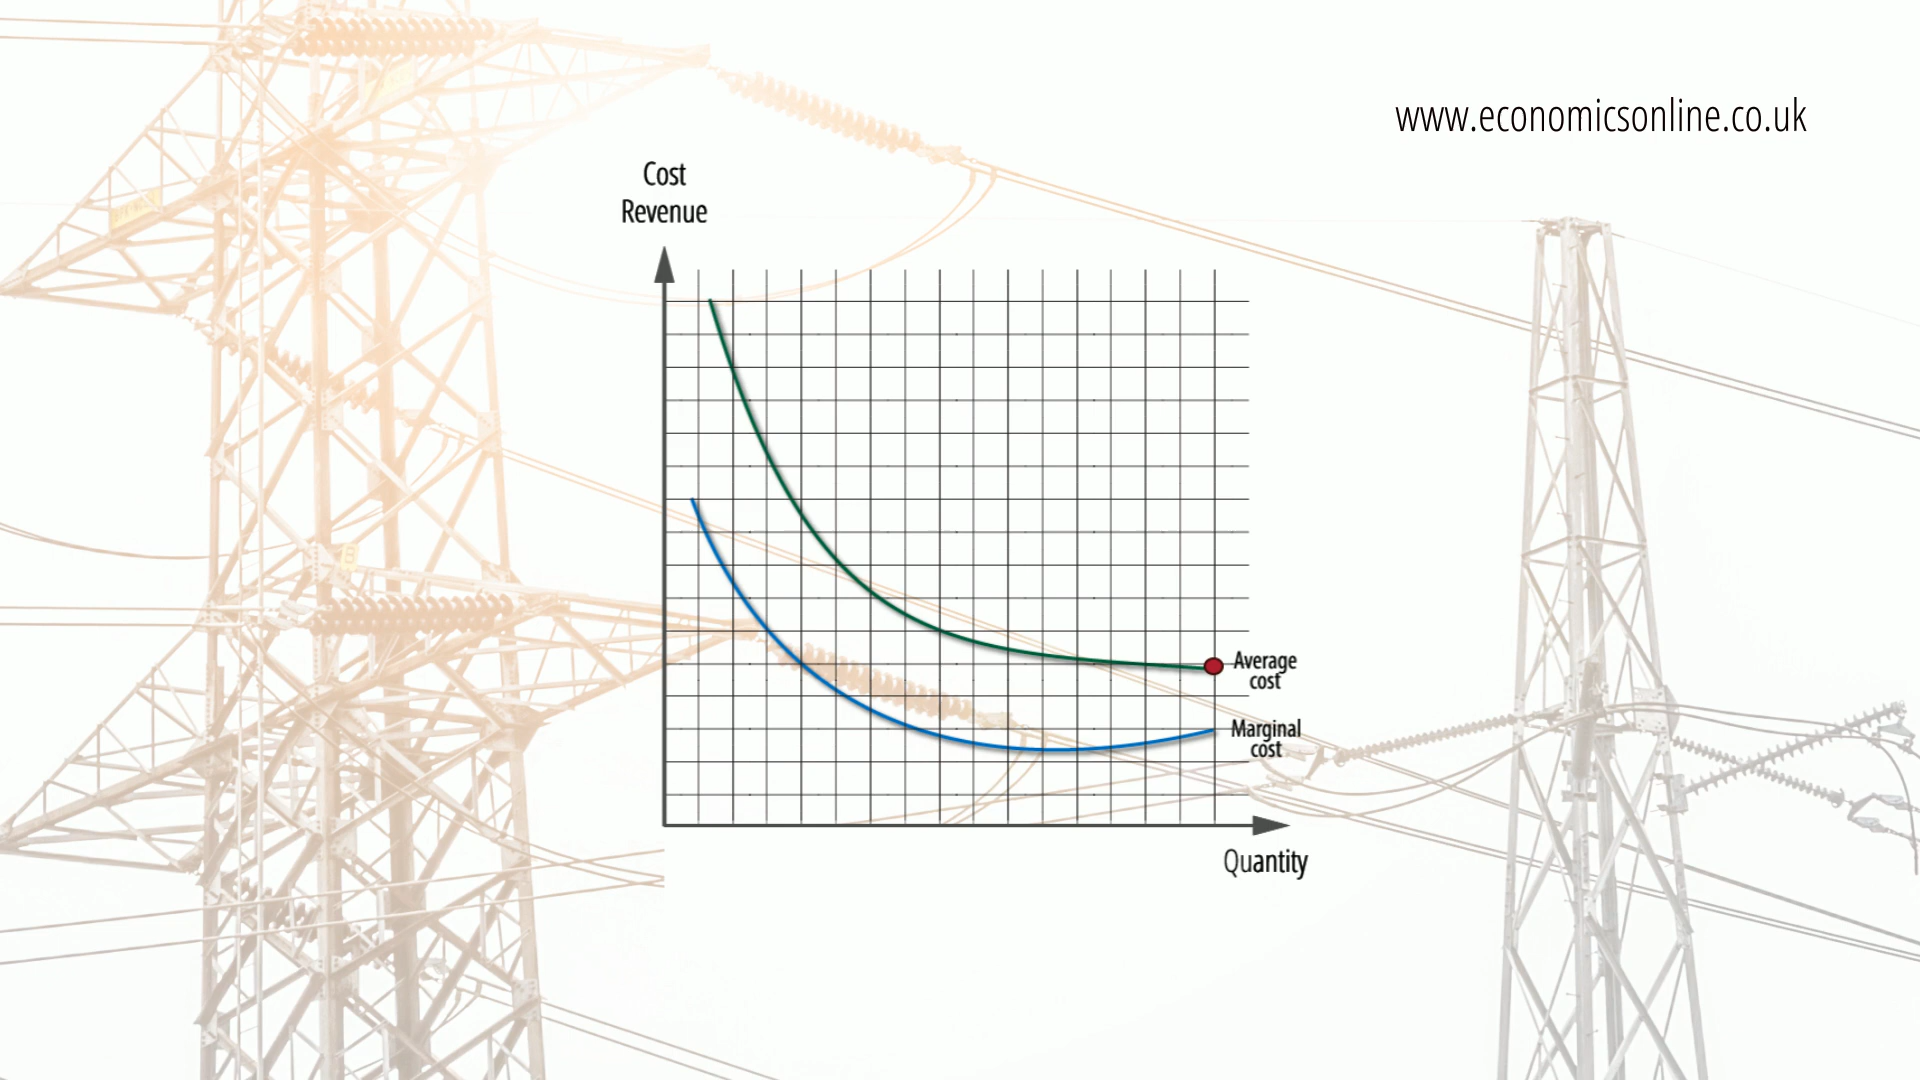 www.economicsonline.co.uk
Cost
Revenue
Average
cost
Marginal
cost
Quantity